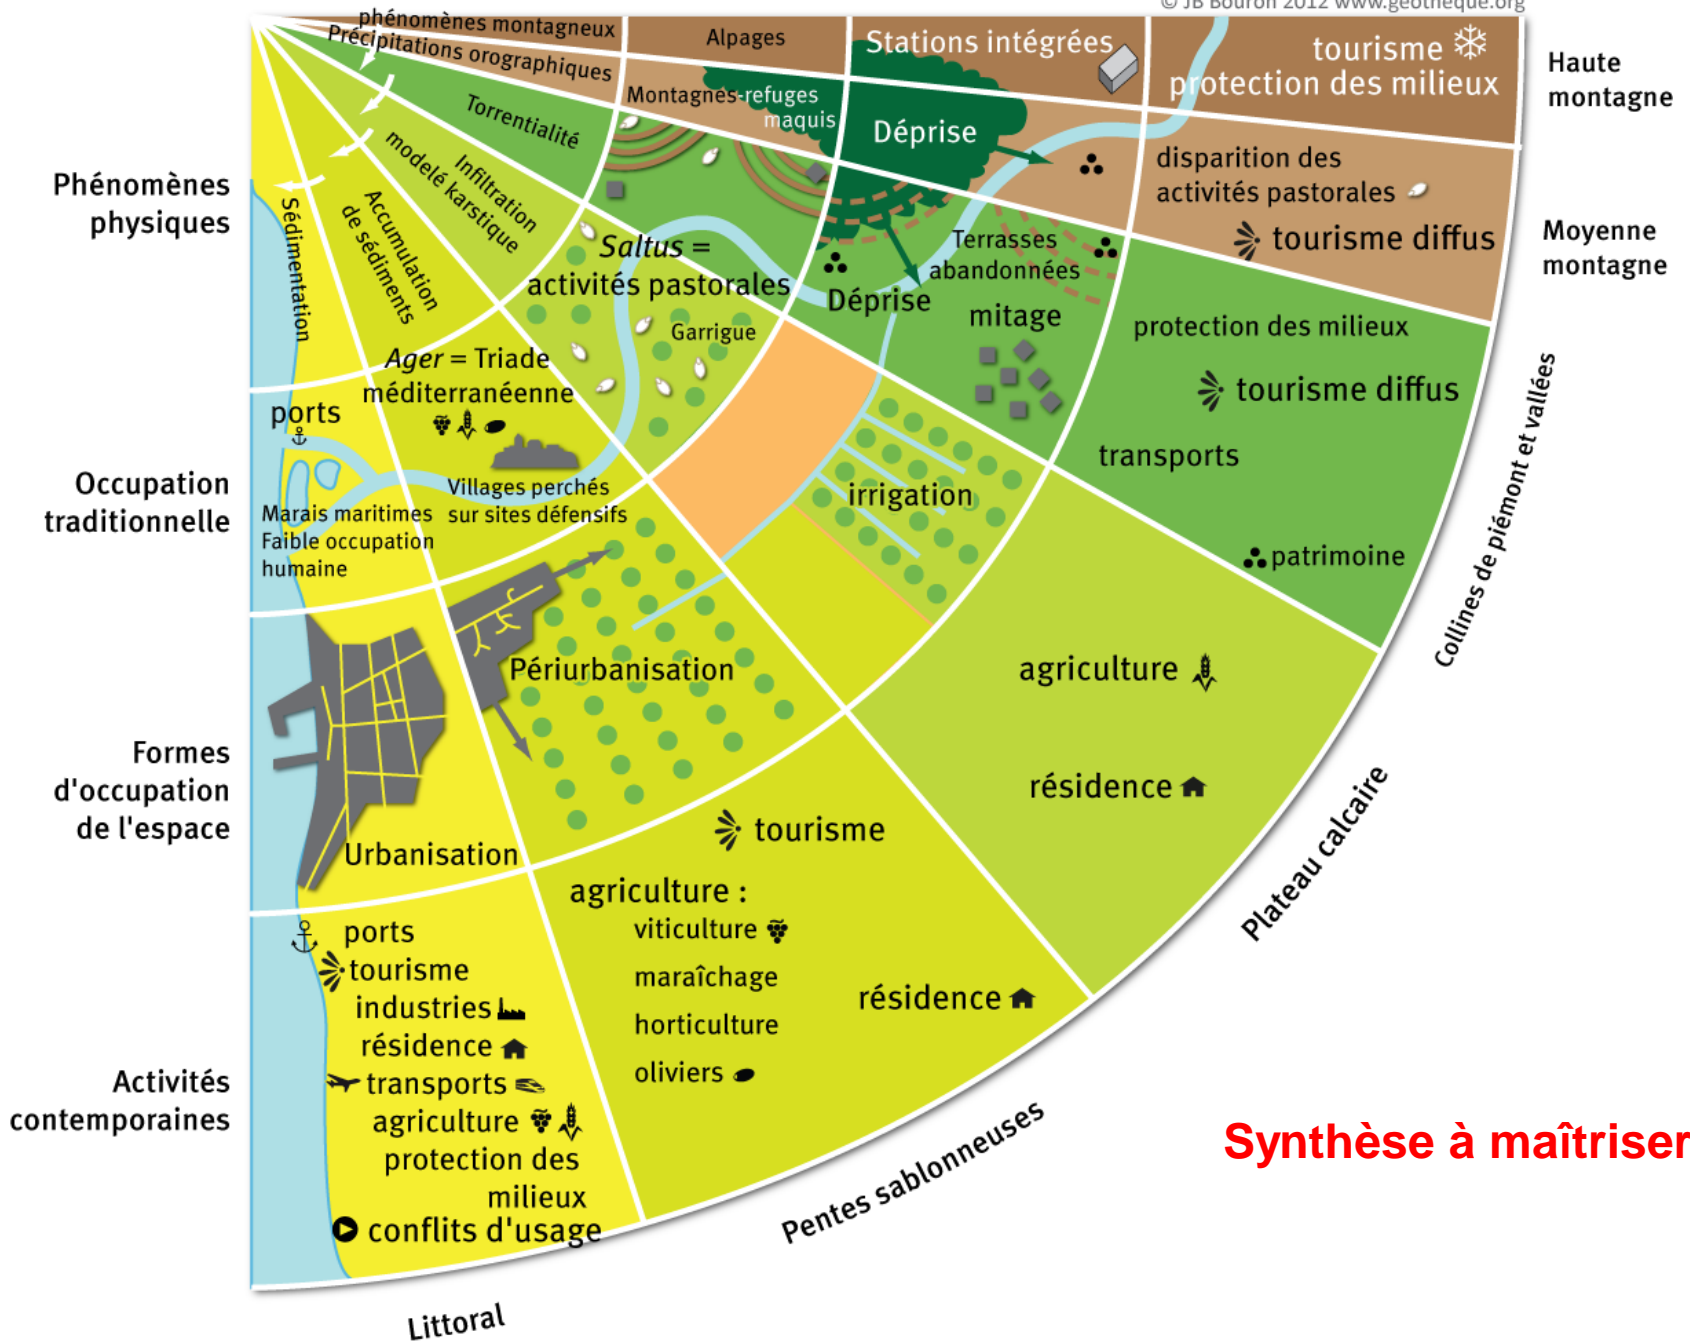 © JB Bouron 2012 www.geotheque.org
phénomènes montagneux
Alpages
Stations intégrées
tourisme
protection des milieux
Haute
montagne
Précipitations orographiques
Montagnes-refuges
maquis
Déprise
disparition des
activités pastorales
tourisme diffus
Moyenne
montagne
Torrentialité
Terrasses
abandonnées
Déprise
mitage
protection des milieux
tourisme diffus
transports
patrimoine
Collines de piémont et vallées
Infiltration
modelé karstique
Saltus =
activités pastorales
Garrigue
irrigation
agriculture
résidence
Plateau calcaire
Accumulation
de sédiments
Ager = Triade
méditerranéenne
Villages perchés
sur sites défensifs
Périurbanisation
tourisme
agriculture :
viticulture
maraîchage
horticulture
oliviers
résidence
Pentes sablonneuses
Sédimentation
ports
Marais maritimes
Faible occupation
humaine
Urbanisation
ports
tourisme
industries
résidence
transports
agriculture
protection des
milieux
conflits d'usage
Littoral
Phénomènes
physiques
Occupation
traditionnelle
Formes
d'occupation
de l'espace
Activités
contemporaines
Synthèse à maîtriser